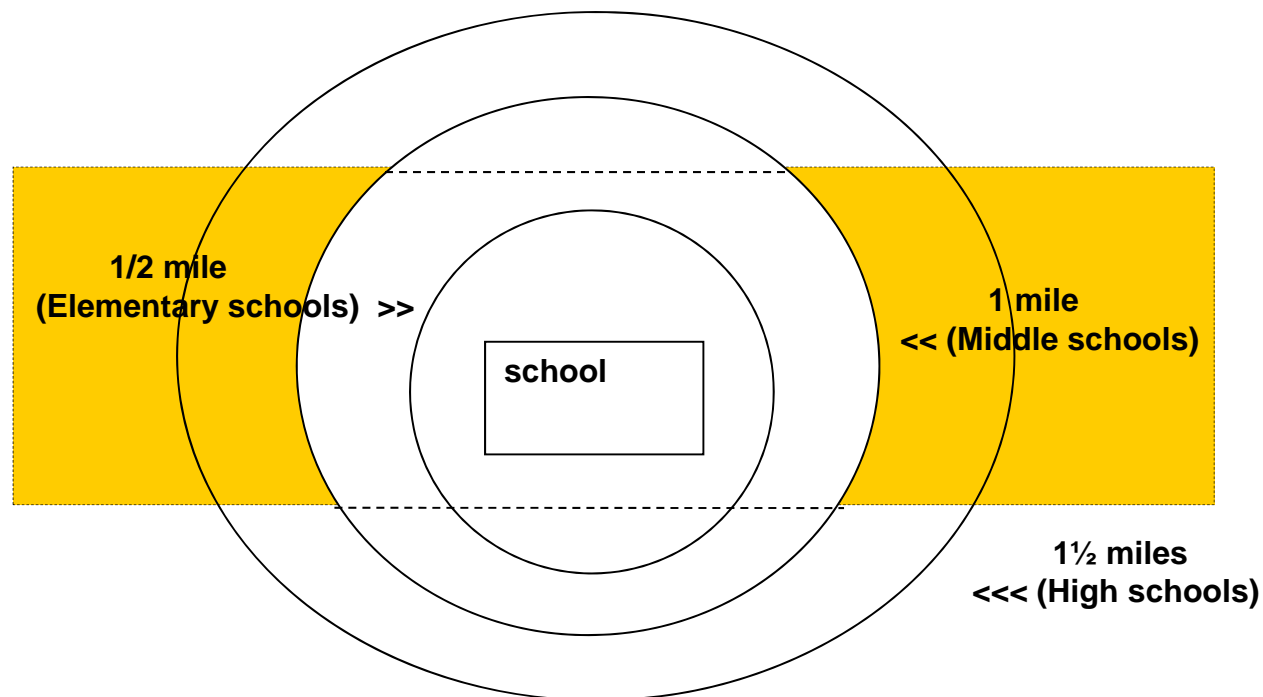 1/2 mile
(Elementary schools) >>
1 mile
<< (Middle schools)
school
1½ miles
<<< (High schools)